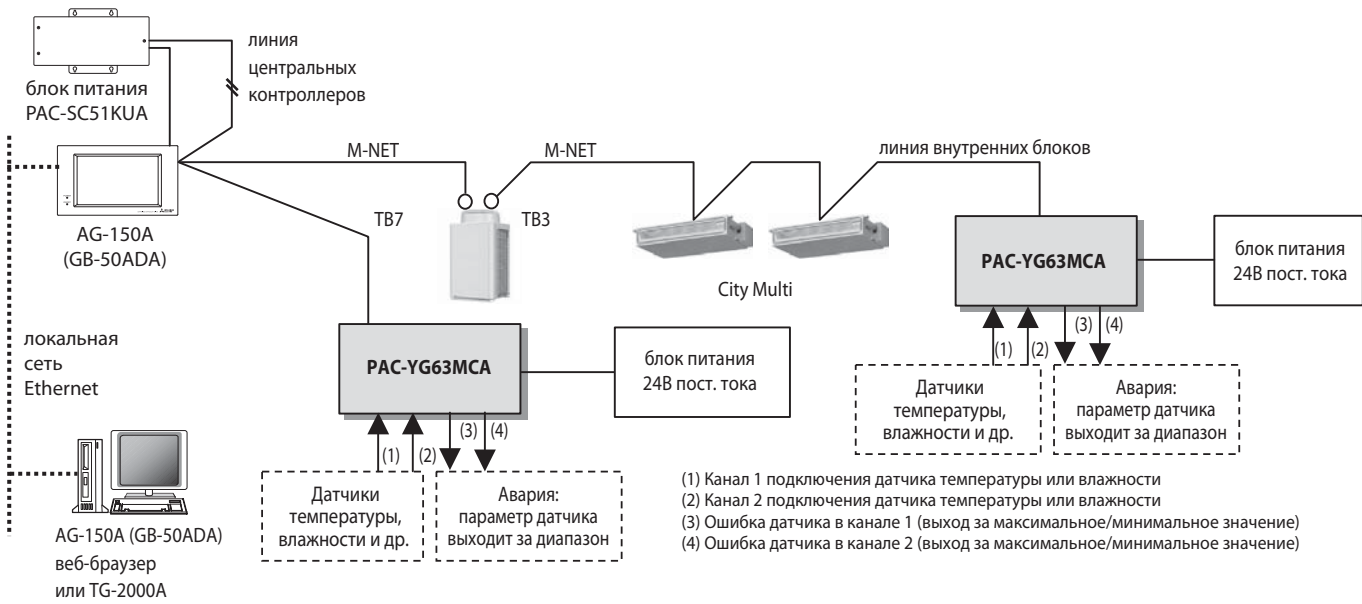 блок питания
PAC-SC51KUA
линия
центральных
контроллеров
M-NET
M-NET
линия внутренних блоков
TB7
TB3
AG-150A
(GB-50ADA)
City Multi
PAC-YG63MCA
блок питания
24В пост. тока
(1)
(2)
(3)
(4)
Датчики
температуры,
влажности и др.
Авария:
параметр датчика
выходит за диапазон
локальная
сеть
Ethernet
PAC-YG63MCA
блок питания
24В пост. тока
(1)
(2)
(3)
(4)
Датчики
температуры,
влажности и др.
Авария:
параметр датчика
выходит за диапазон
AG-150A (GB-50ADA)
веб-браузер
или TG-2000A
(1) Канал 1 подключения датчика температуры или влажности
(2) Канал 2 подключения датчика температуры или влажности
(3) Ошибка датчика в канале 1 (выход за максимальное/минимальное значение)
(4) Ошибка датчика в канале 2 (выход за максимальное/минимальное значение)